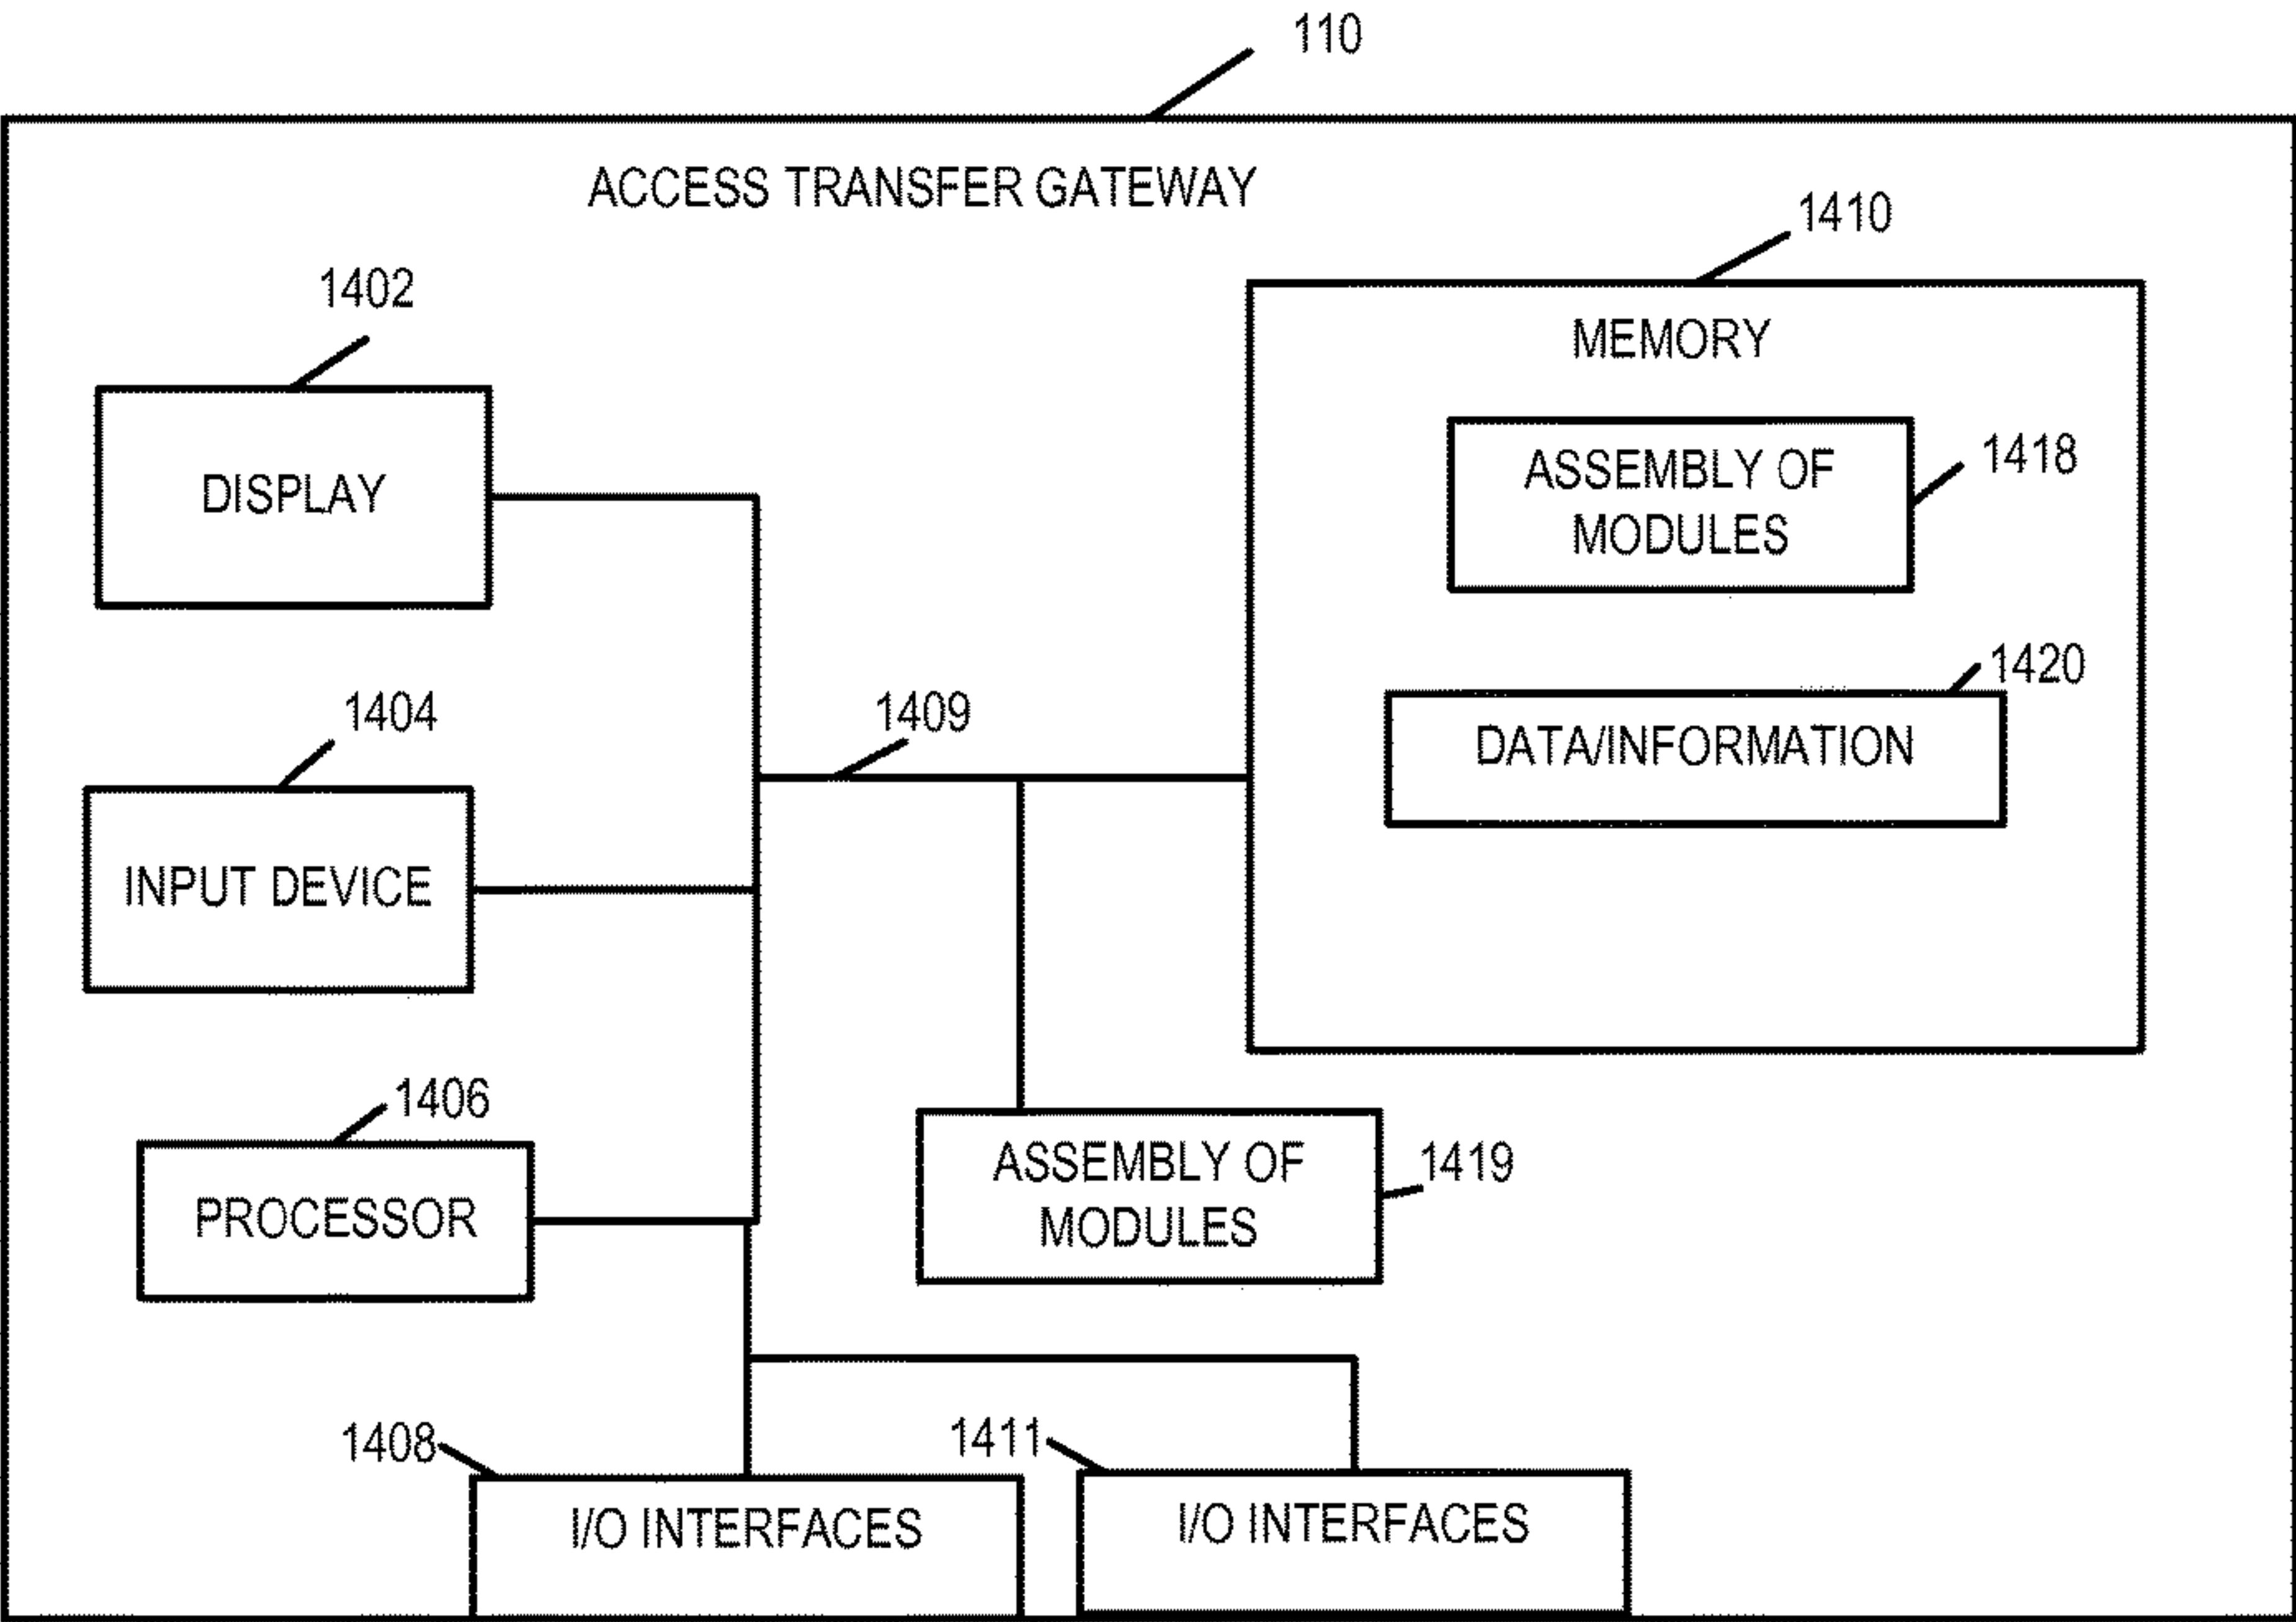 110
ACCESS TRANSFER GATEWAY
1410
1402
MEMORY
ASSEMBLY OF
MODULES
1418
DISPLAY
1420
DATA/INFORMATION
1404
1409
INPUT DEVICE
1406
PROCESSOR
ASSEMBLY OF
MODULES
1419
1408
I/O INTERFACES
1411
I/O INTERFACES